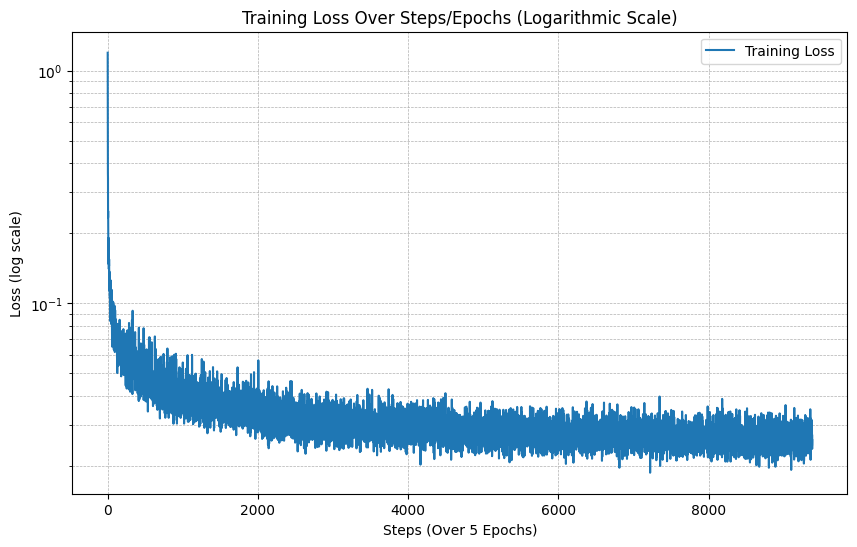 Training Loss Over Steps/Epochs (Logarithmic Scale)
Training Loss
10⁰
10⁻¹
Loss (log scale)
0 2000 4000 6000 8000
Steps (Over 5 Epochs)